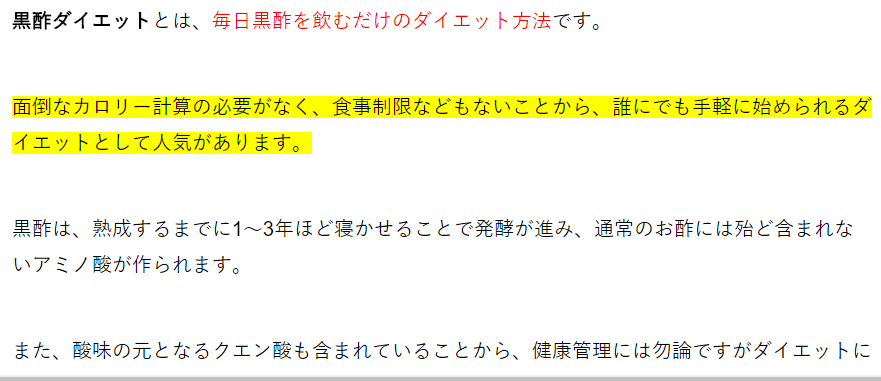 黒酢ダイエットとは、毎日黒酢を飲むだけのダイエット方法です。
面倒なカロリー計算の必要がなく、食事制限などもないことから、誰にでも手軽に始められるダ
イエットとして人気があります。
黒酢は、熟成するまでに1～3年ほど寝かせることで発酵が進み、通常のお酢には殆ど含まれな
いアミノ酸が作られます。
また、酸味の元となるクエン酸も含まれていることから、健康管理には勿論ですがダイエットに